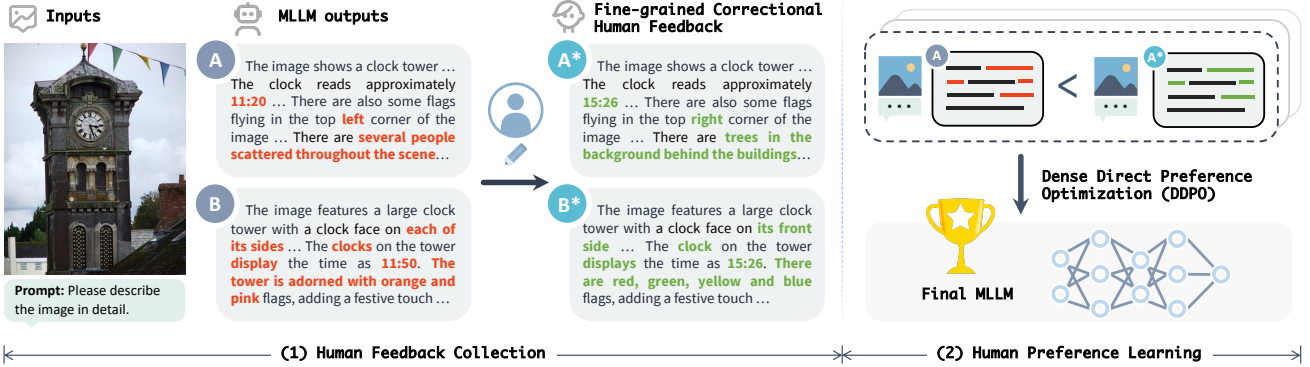 Inputs
MLLM outputs
Fine-grained Correctional
Human Feedback
Prompt: Please describe
the image in detail.
A
The image shows a clock tower …
The clock reads approximately
11:20 … There are also some flags
flying in the top left corner of the
image … There are several people
scattered throughout the scene…
B
The image features a large clock
tower with a clock face on each of
its sides … The clocks on the tower
display the time as 11:50. The
tower is adorned with orange and
pink flags, adding a festive touch …
A*
The image shows a clock tower …
The clock reads approximately
15:26 … There are also some flags
flying in the top right corner of the
image … There are trees in the
background behind the buildings…
B*
The image features a large clock
tower with a clock face on its front
side … The clock on the tower
displays the time as 15:26. There
are red, green, yellow and blue
flags, adding a festive touch …
(1) Human Feedback Collection
A
<
A*
Dense Direct Preference
Optimization (DDPO)
Final MLLM
(2) Human Preference Learning